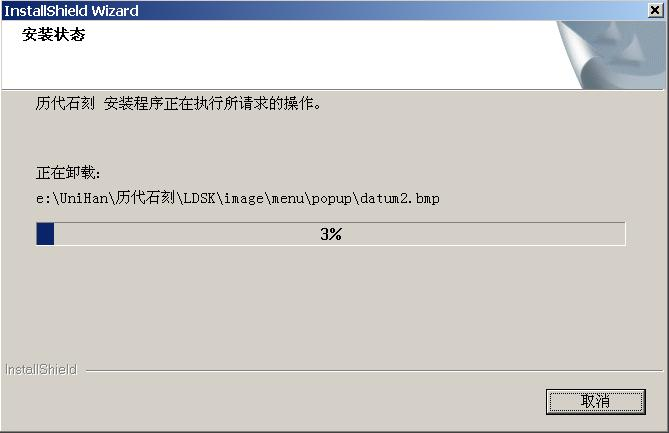 InstallShield Wizard
安装状态
历代石刻 安装程序正在执行所请求的操作。
正在卸载:
e:\UniHan\历代石刻\LDSK\image\menu\popup\datum2.bmp
3%
InstallShield
取消